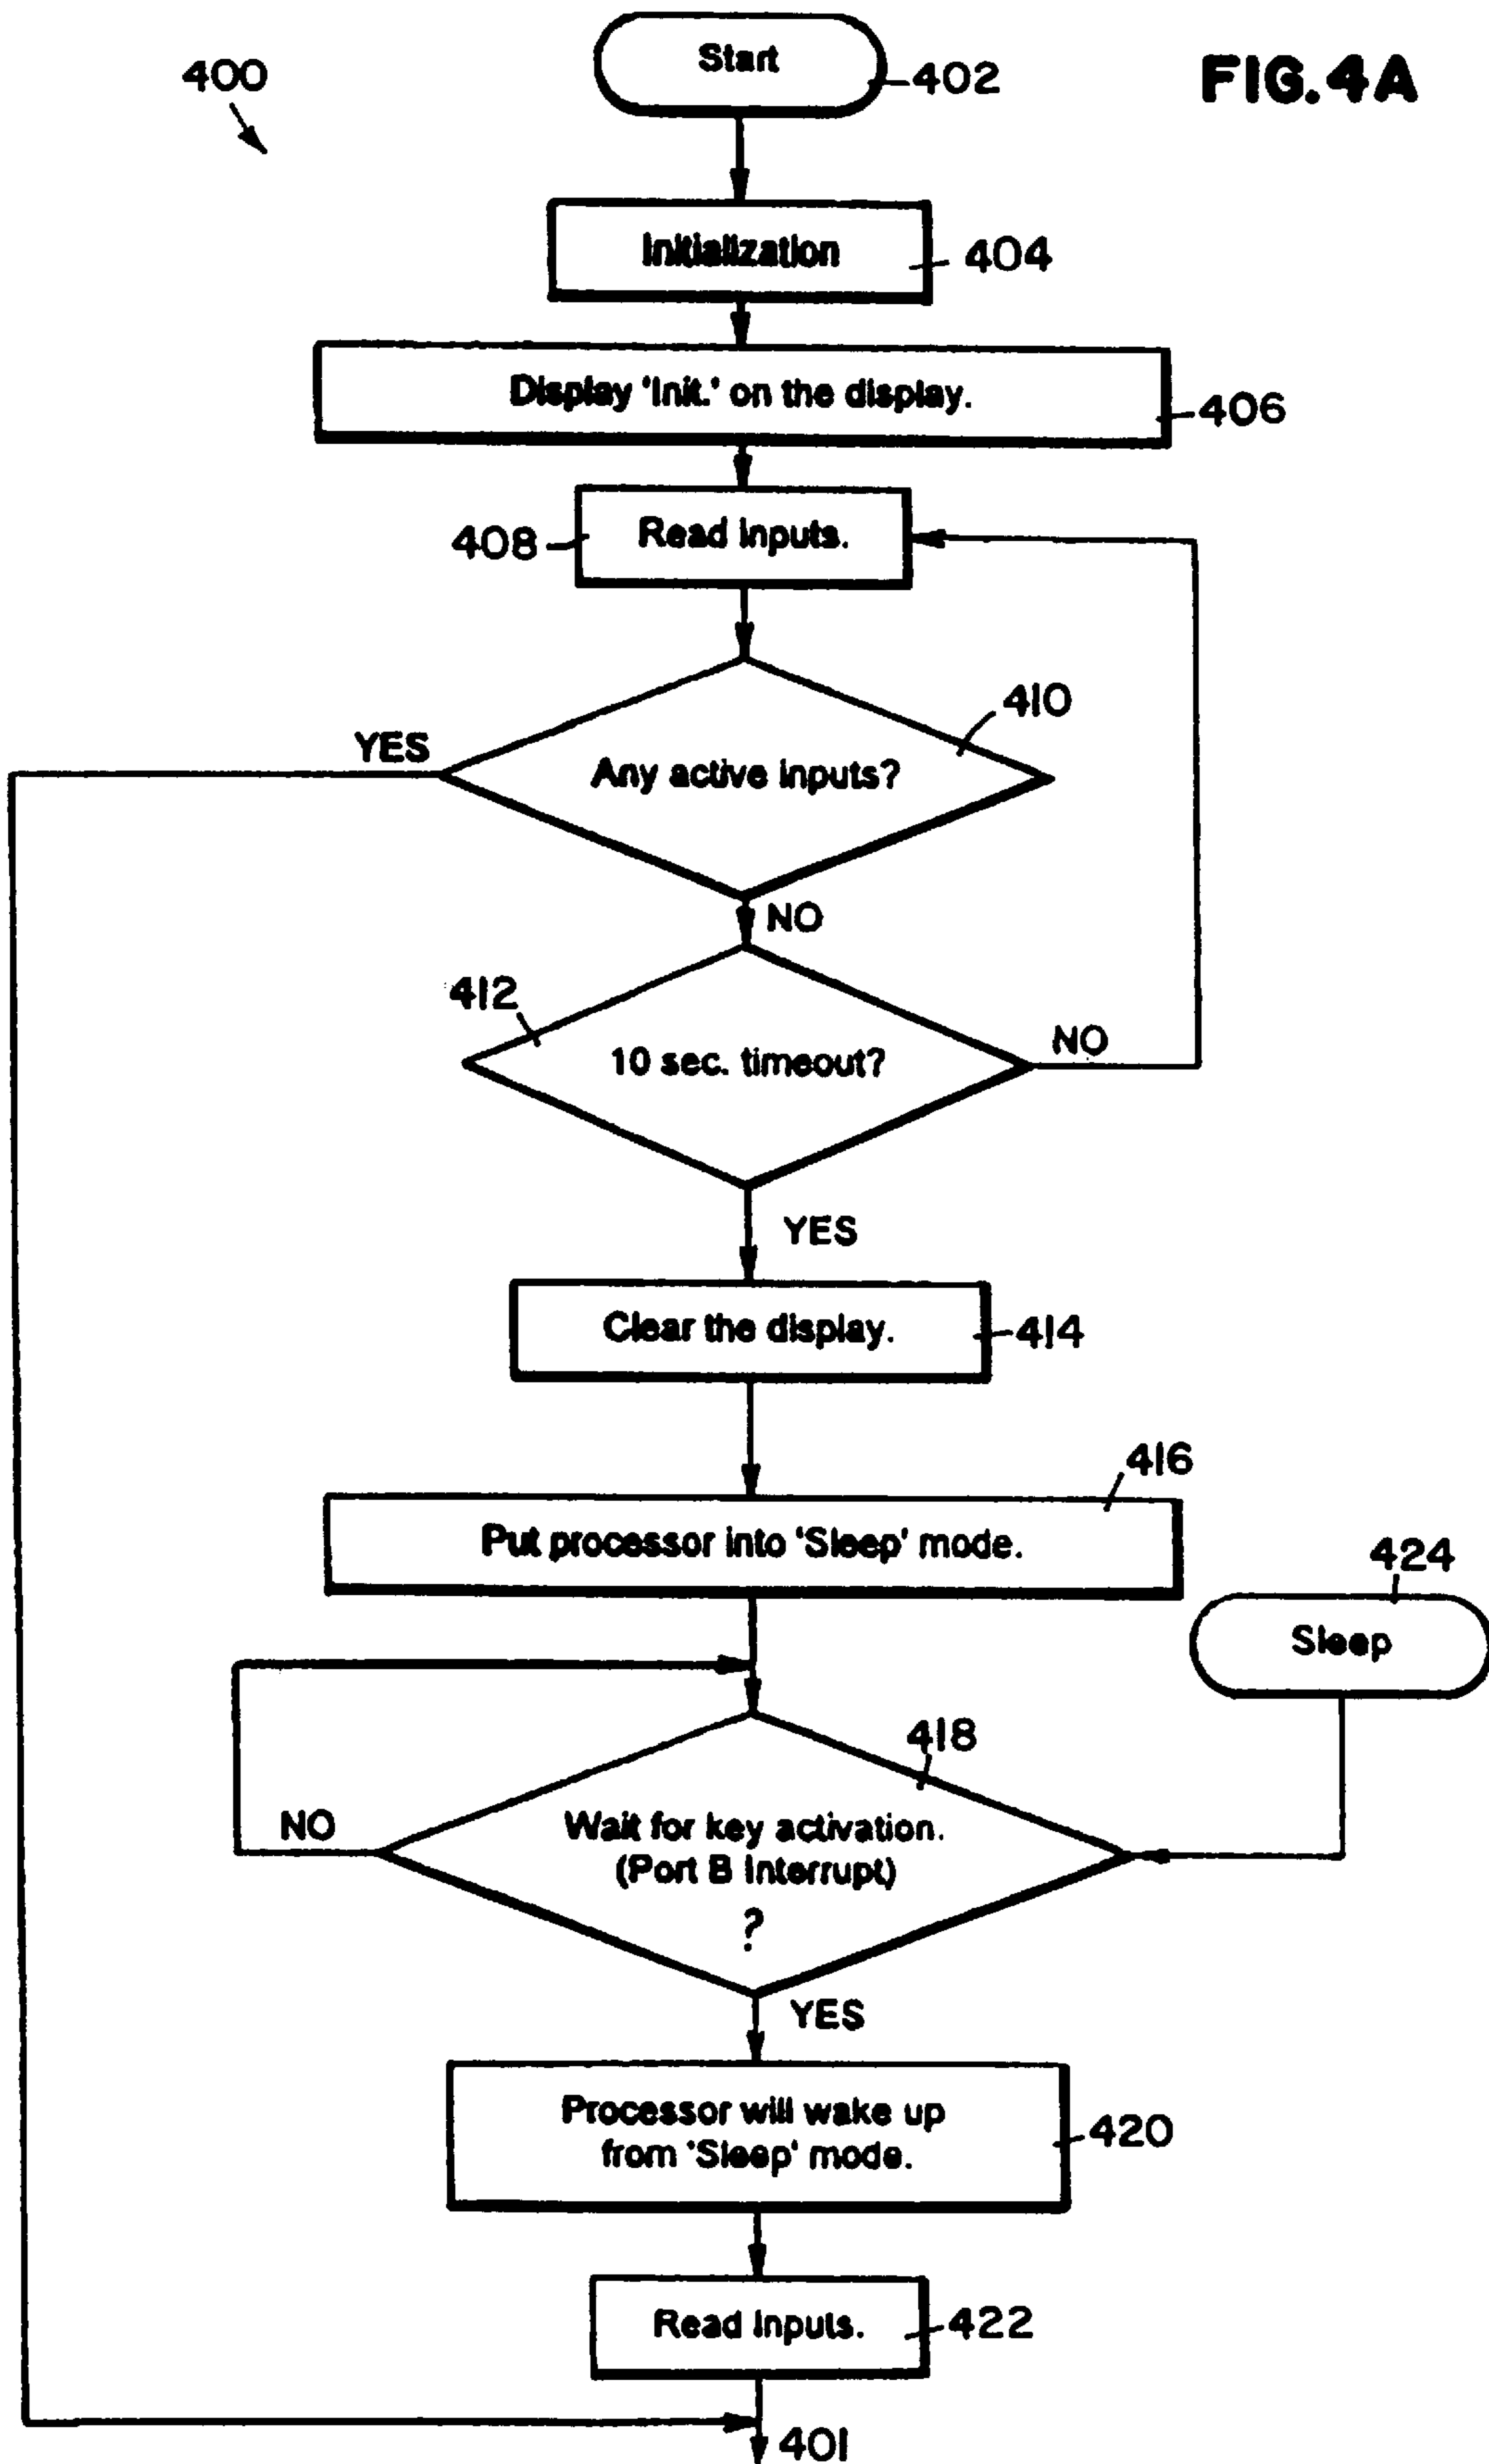 FIG.4A
400
Start
402
Initialization
404
Display 'Init.' on the display.
406
Read Inputs.
408
410
YES
Any active inputs?
NO
412
10 sec. timeout?
NO
YES
Clear the display.
414
416
Put processor into 'Sleep' mode.
424
Sleep
418
NO
Wait for key activation.
(Port B Interrupt)
?
YES
Processor will wake up
from 'Sleep' mode.
420
Read Inputs.
422
401